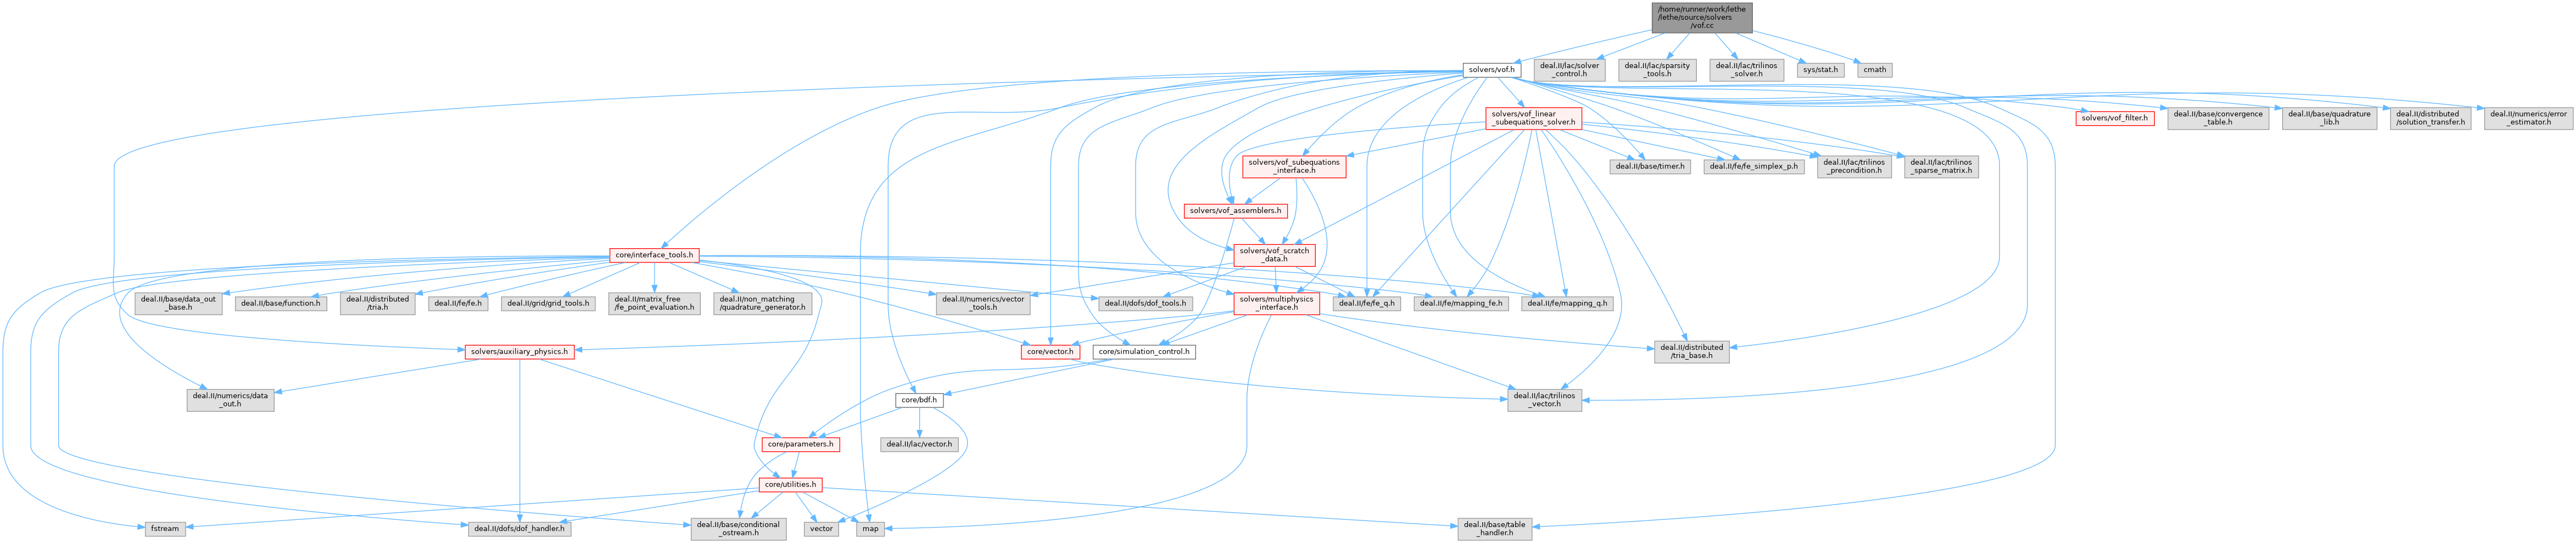 /home/runner/work/lethe
/lethe/source/solvers
/vof.cc
solvers/vof.h
deal.II/lac/solver
_control.h
deal.II/lac/sparsity
_tools.h
deal.II/lac/trilinos
_solver.h
sys/stat.h
cmath
solvers/vof_linear
_subequations_solver.h
solvers/vof_filter.h
deal.II/base/convergence
_table.h
deal.II/base/quadrature
_lib.h
deal.II/distributed
/solution_transfer.h
deal.II/numerics/error
_estimator.h
solvers/vof_subequations
_interface.h
deal.II/base/timer.h
deal.II/fe/fe_simplex_p.h
deal.II/lac/trilinos
_precondition.h
deal.II/lac/trilinos
_sparse_matrix.h
solvers/vof_assemblers.h
core/interface_tools.h
solvers/vof_scratch
_data.h
deal.II/base/data_out
_base.h
deal.II/base/function.h
deal.II/distributed
/tria.h
deal.II/fe/fe.h
deal.II/grid/grid_tools.h
deal.II/matrix_free
/fe_point_evaluation.h
deal.II/non_matching
/quadrature_generator.h
deal.II/numerics/vector
_tools.h
deal.II/dofs/dof_tools.h
solvers/multiphysics
_interface.h
deal.II/fe/fe_q.h
deal.II/fe/mapping_fe.h
deal.II/fe/mapping_q.h
solvers/auxiliary_physics.h
core/vector.h
core/simulation_control.h
deal.II/distributed
/tria_base.h
deal.II/numerics/data
_out.h
core/bdf.h
deal.II/lac/trilinos
_vector.h
core/parameters.h
deal.II/lac/vector.h
core/utilities.h
fstream
deal.II/dofs/dof_handler.h
deal.II/base/conditional
_ostream.h
vector
map
deal.II/base/table
_handler.h